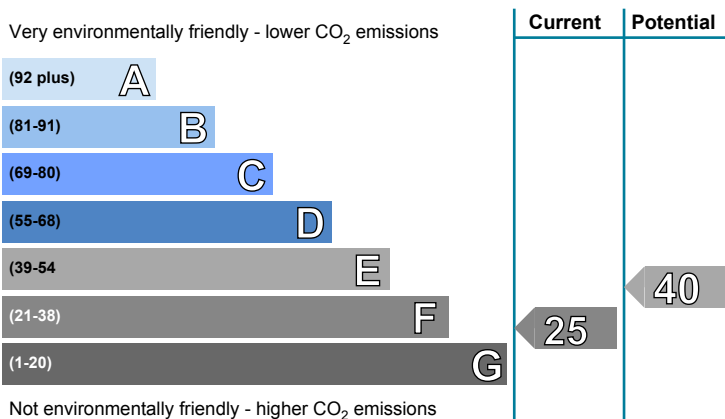 Current Potential
Very environmentally friendly - lower CO₂ emissions
(92 plus) A
(81-91) B
(69-80) C
(55-68) D
(39-54 E
40
(21-38) F
25
(1-20) G
Not environmentally friendly - higher CO₂ emissions